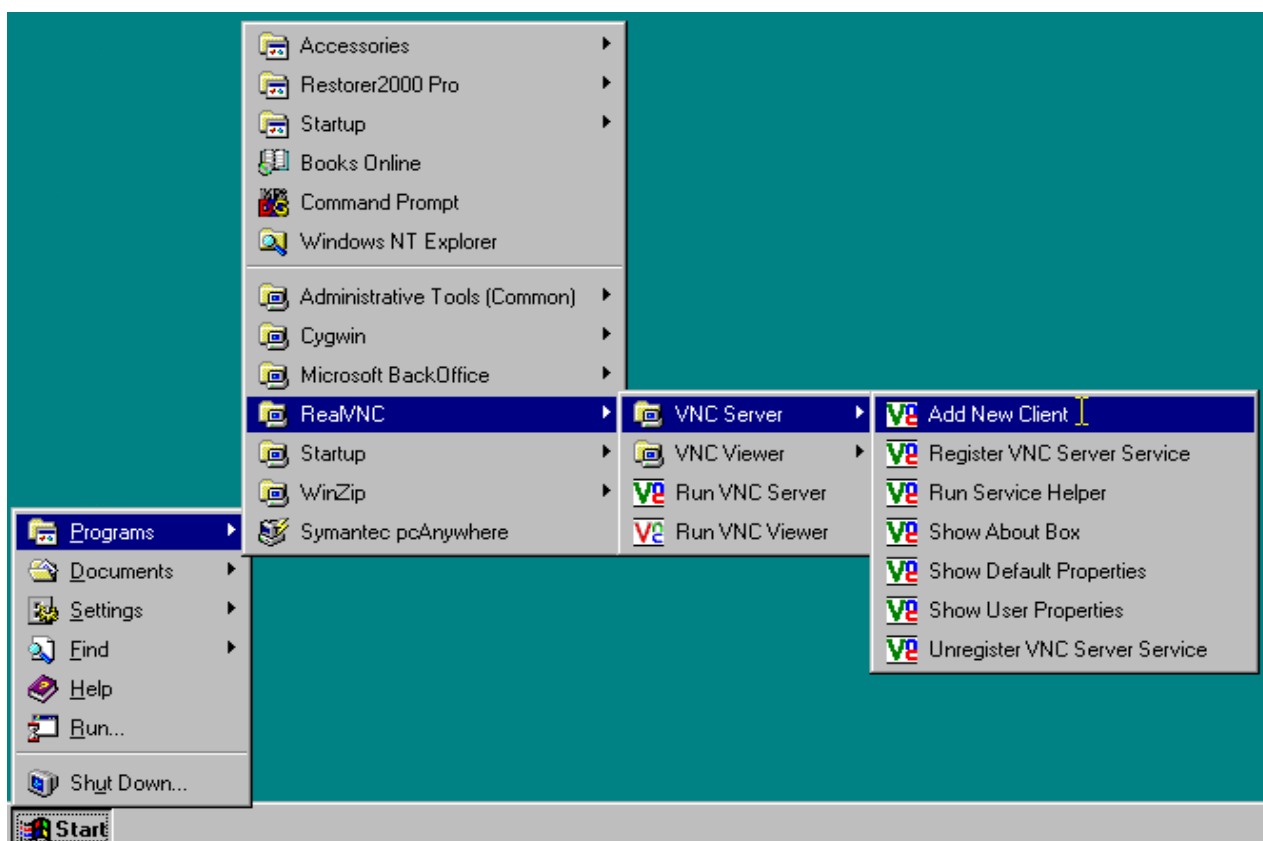 Accessories
Restorer2000 Pro
Startup
Books Online
Command Prompt
Windows NT Explorer
Administrative Tools (Common)
Cygwin
Microsoft BackOffice
RealVNC
Startup
WinZip
Symantec pcAnywhere
VNC Server
VNC Viewer
Run VNC Server
Run VNC Viewer
Add New Client
Register VNC Server Service
Run Service Helper
Show About Box
Show Default Properties
Show User Properties
Unregister VNC Server Service
Programs
Documents
Settings
Find
Help
Run...
Shut Down...
Start